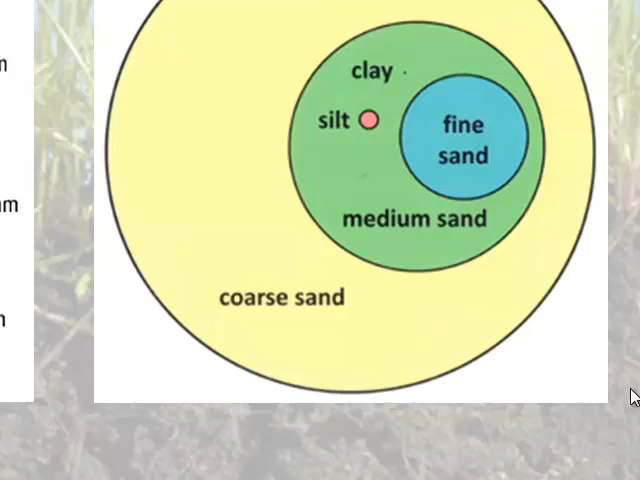 m
clay
silt
fine
sand
m
medium sand
coarse sand